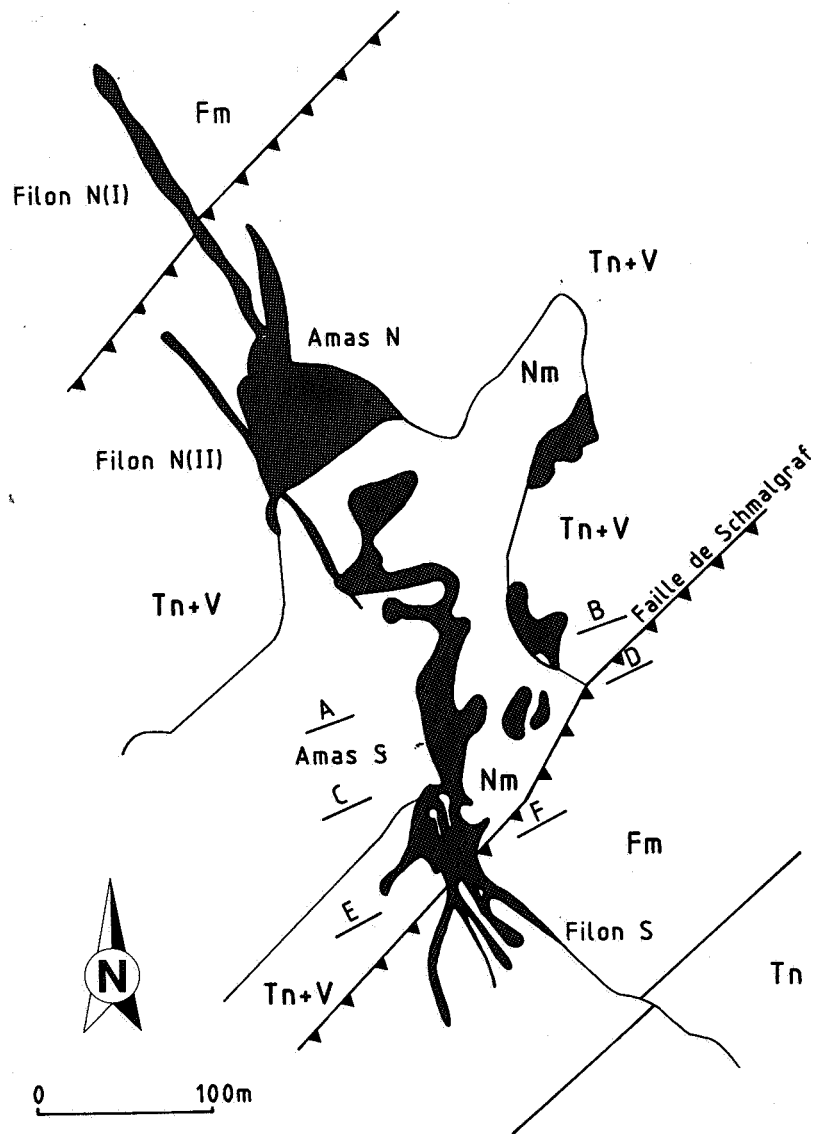 Fm
Filon N(I)
Tn+V
Amas N
Nm
Filon N(II)
Faille de Schmalgraf
Tn+V
Tn+V
B
D
A
Amas S
Nm
C
F
Fm
E
Filon S
Tn
Tn+V
N
0 100m